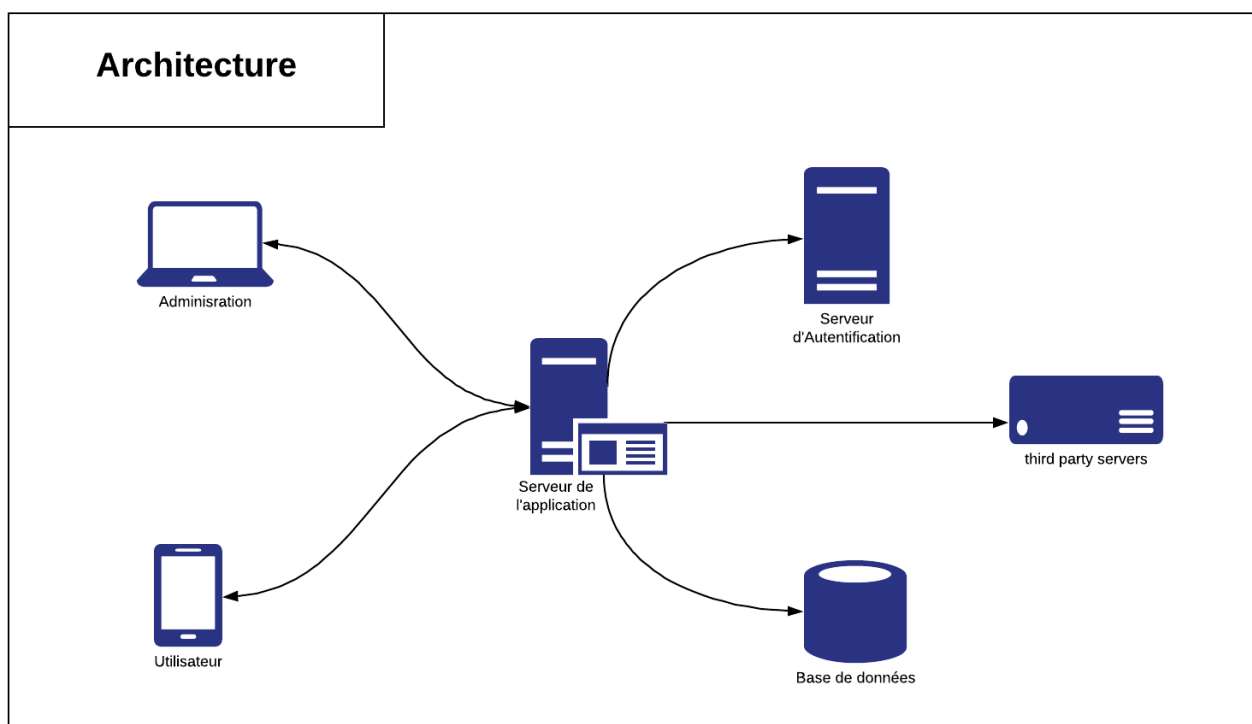 Architecture
Adminisration
Serveur
d'Autentification
Serveur de
l'application
third party servers
Utilisateur
Base de données